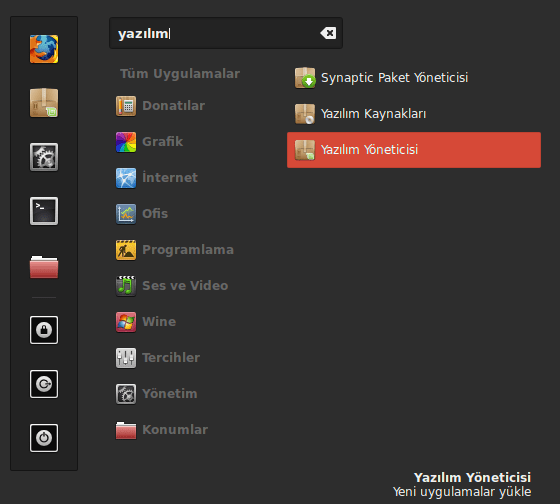 yazılım
Tüm Uygulamalar
Donatılar
Grafik
İnternet
Ofis
Programlama
Ses ve Video
Wine
Tercihler
Yönetim
Konumlar
Synaptic Paket Yöneticisi
Yazılım Kaynakları
Yazılım Yöneticisi
Yazılım Yöneticisi
Yeni uygulamalar yükle